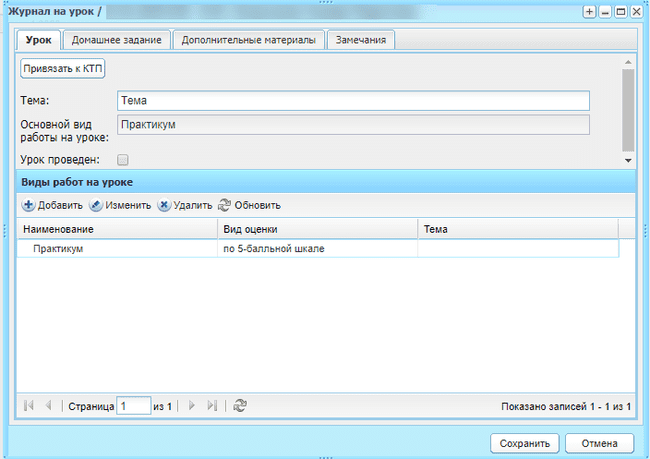 Журнал на урок /
Урок Домашнее задание Дополнительные материалы Замечания
Привязать к КТП
Тема: Тема
Основной вид
работы на уроке: Практикум
Урок проведен:
Виды работ на уроке
Добавить Изменить Удалить Обновить
Наименование Вид оценки Тема
Практикум по 5-балльной шкале
Страница 1 из 1 Показано записей 1 - 1 из 1
Сохранить Отмена